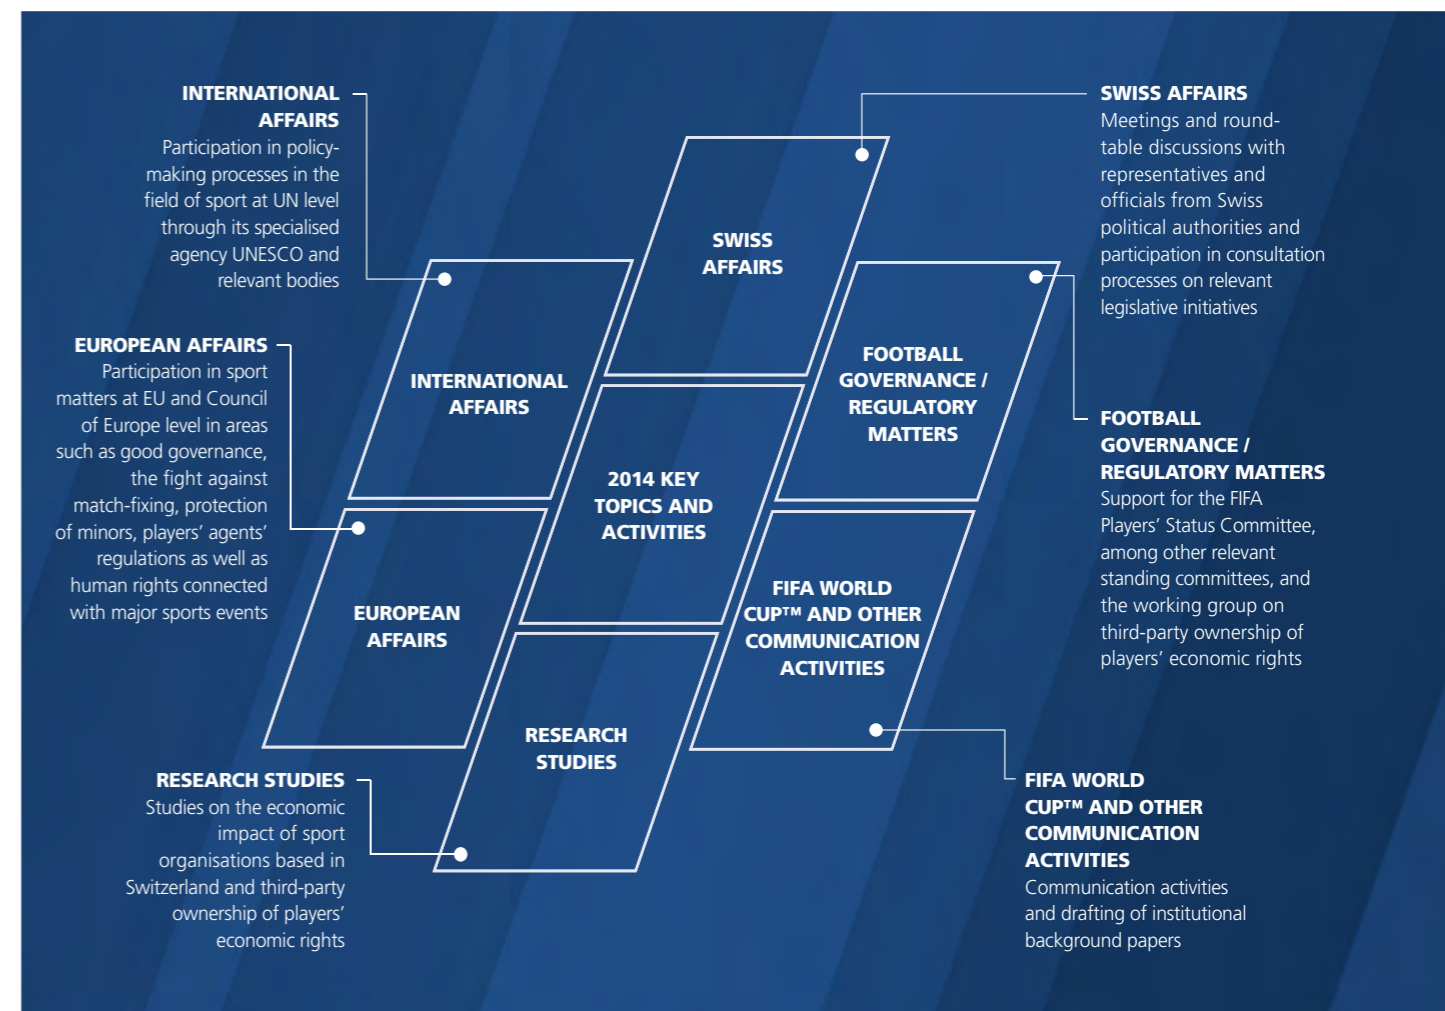 INTERNATIONAL
AFFAIRS
Participation in policy-
making processes in the
field of sport at UN level
through its specialised
agency UNESCO and
relevant bodies
EUROPEAN AFFAIRS
Participation in sport
matters at EU and Council
of Europe level in areas
such as good governance,
the fight against
match-fixing, protection
of minors, players’ agents’
regulations as well as
human rights connected
with major sports events
RESEARCH STUDIES
Studies on the economic
impact of sport
organisations based in
Switzerland and third-party
ownership of players’
economic rights
SWISS
AFFAIRS
INTERNATIONAL
AFFAIRS
FOOTBALL
GOVERNANCE /
REGULATORY
MATTERS
2014 KEY
TOPICS AND
ACTIVITIES
EUROPEAN
AFFAIRS
FIFA WORLD
CUP™ AND OTHER
COMMUNICATION
ACTIVITIES
RESEARCH
STUDIES
SWISS AFFAIRS
Meetings and round-
table discussions with
representatives and
officials from Swiss
political authorities and
participation in consultation
processes on relevant
legislative initiatives
FOOTBALL
GOVERNANCE /
REGULATORY MATTERS
Support for the FIFA
Players’ Status Committee,
among other relevant
standing committees, and
the working group on
third-party ownership of
players’ economic rights
FIFA WORLD
CUP™ AND OTHER
COMMUNICATION
ACTIVITIES
Communication activities
and drafting of institutional
background papers